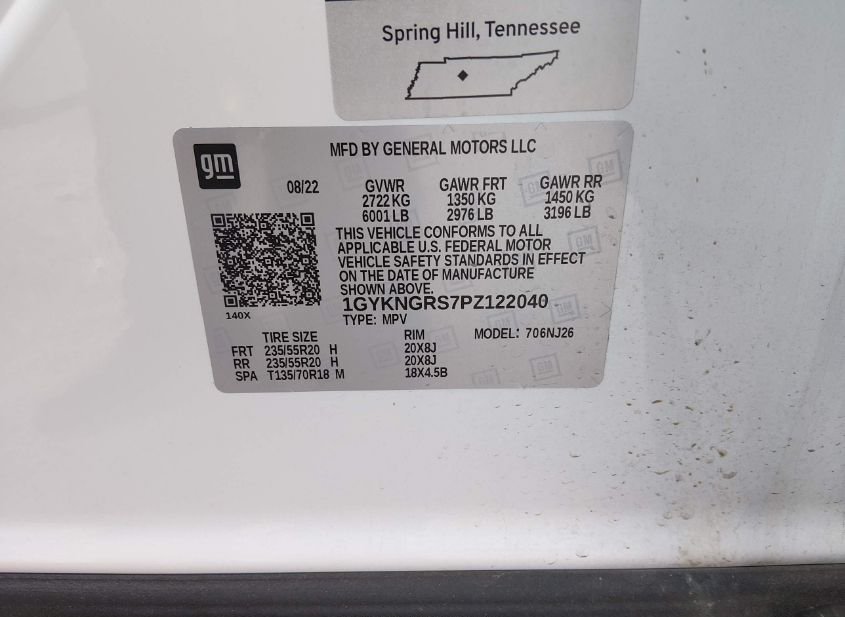 Spring Hill, Tennessee
gm
MFD BY GENERAL MOTORS LLC
08/22 GVWR GAWR FRT GAWR RR
2722 KG 1350 KG 1450 KG
6001 LB 2976 LB 3196 LB
THIS VEHICLE CONFORMS TO ALL
APPLICABLE U.S. FEDERAL MOTOR
VEHICLE SAFETY STANDARDS IN EFFECT
ON THE DATE OF MANUFACTURE
SHOWN ABOVE.
140X
1GYKNGRS7PZ122040
TYPE: MPV
TIRE SIZE RIM MODEL: 706NJ26
FRT 235/55R20 H 20X8J
RR 235/55R20 H 20X8J
SPA T135/70R18 M 18X4.5B